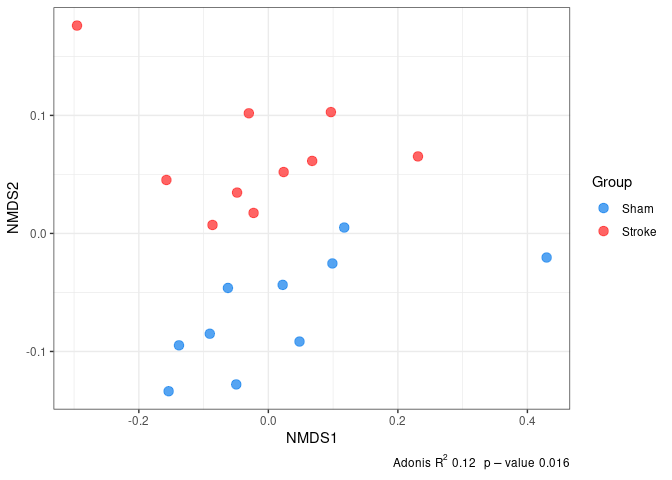 0.1
0.0
-0.1
NMDS2
-0.2
0.0
0.2
0.4
NMDS1
Group
Sham
Stroke
Adonis R² 0.12 p – value 0.016